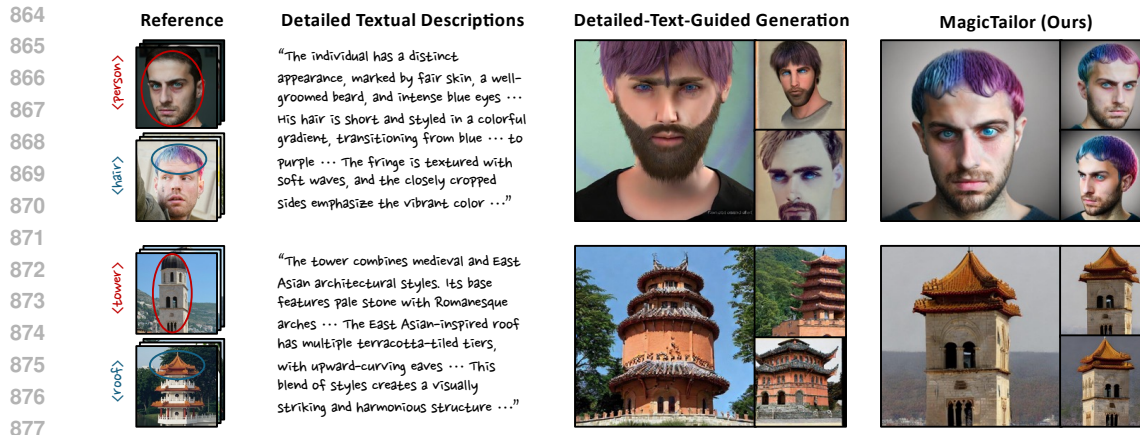 864
865
866
867
868
869
870
871
872
873
874
875
876
877
Reference
Detailed Textual Descriptions
Detailed-Text-Guided Generation
MagicTailor (Ours)
<person>
<hair>
“The individual has a distinct
appearance, marked by fair skin, a well-
groomed beard, and intense blue eyes ···
His hair is short and styled in a colorful
gradient, transitioning from blue ··· to
purple ··· The fringe is textured with
soft waves, and the closely cropped
sides emphasize the vibrant color ···”
<tower>
<roof>
“The tower combines medieval and East
Asian architectural styles. Its base
features pale stone with Romanesque
arches ··· The East Asian-inspired roof
has multiple terracotta-tiled tiers,
with upward-curving eaves ··· This
blend of styles creates a visually
striking and harmonious structure ···”